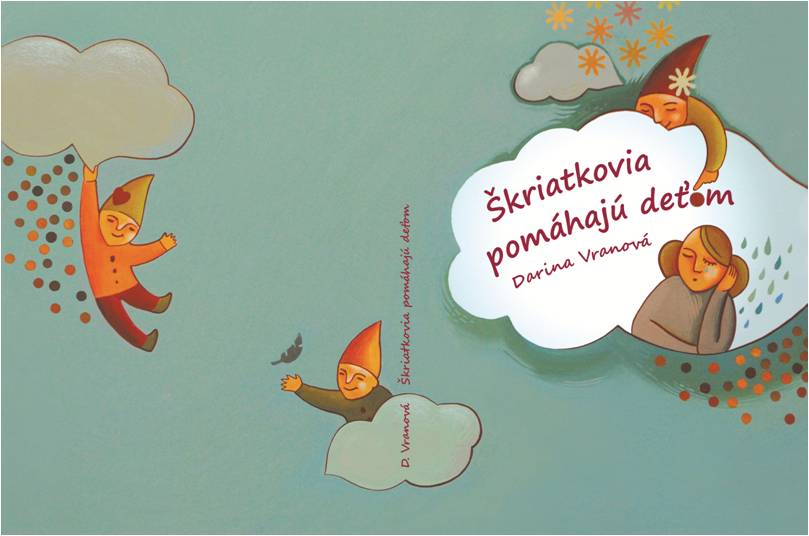 Škriatkovia
pomáhajú deťom
Darina Vranová
D. Vranová Škriatkovia pomáhajú deťom